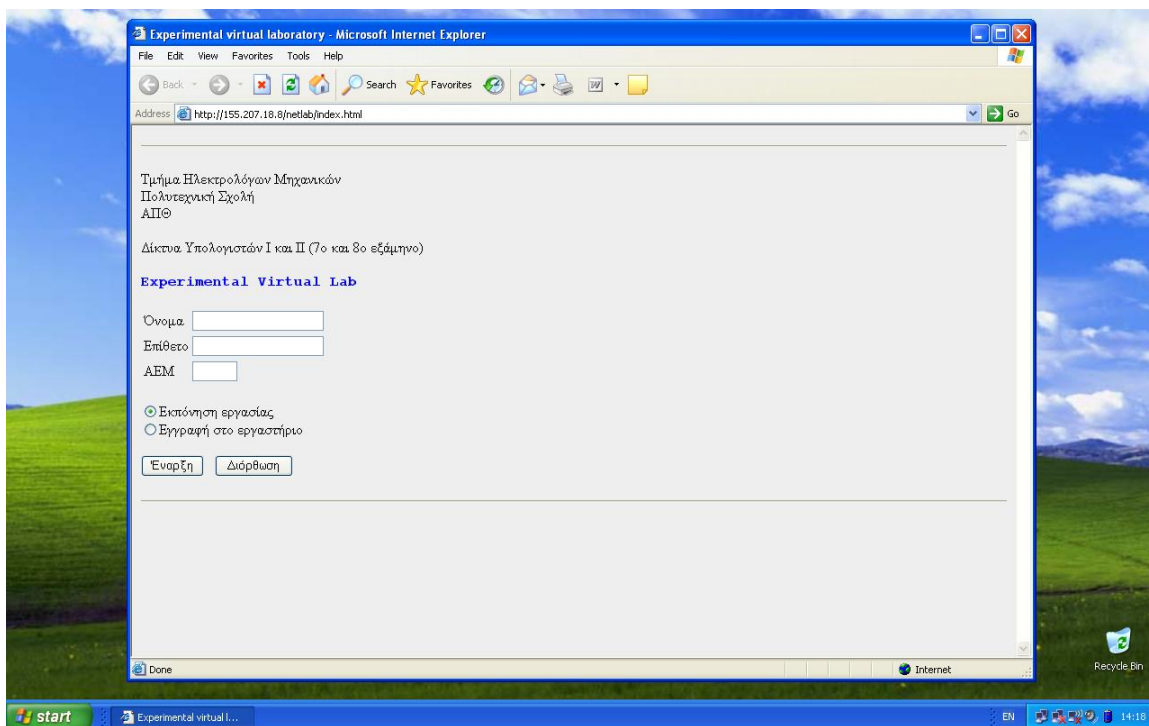 Experimental virtual laboratory - Microsoft Internet Explorer
File Edit View Favorites Tools Help
Back Search Favorites
Address http://155.207.18.8/netlab/index.html Go
Τμήμα Ηλεκτρολόγων Μηχανικών
Πολυτεχνική Σχολή
ΑΠΘ
Δίκτυα Υπολογιστών Ι και ΙΙ (7ο και 8ο εξάμηνο)
Experimental Virtual Lab
Όνομα
Επίθετο
ΑΕΜ
Εκπόνηση εργασίας
Εγγραφή στο εργαστήριο
Έναρξη Διόρθωση
Done Internet
Recycle Bin
start Experimental virtual l... EN 14:18